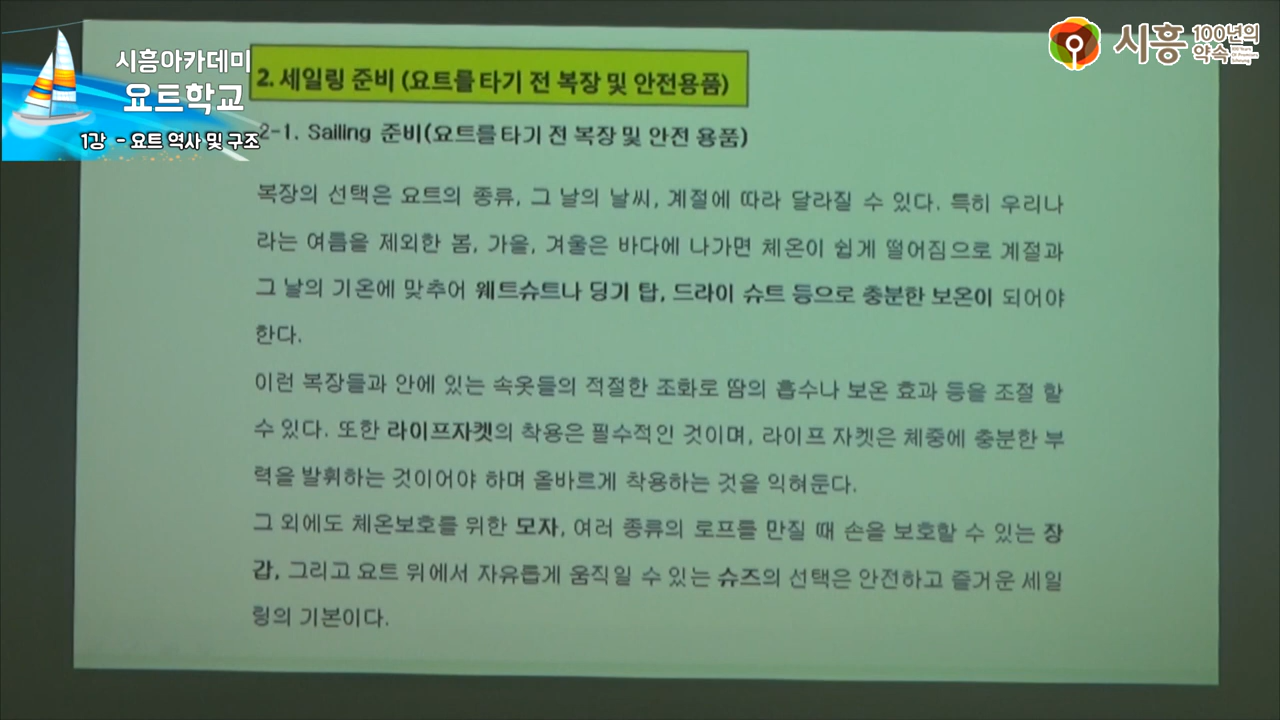 시흥아카데미
요트학교
1강 - 요트 역사 및 구조
시흥 100년의
약속
2. 세일링 준비 (요트를 타기 전 복장 및 안전용품)
2-1. Sailing 준비(요트를 타기 전 복장 및 안전 용품)
복장의 선택은 요트의 종류, 그 날의 날씨, 계절에 따라 달라질 수 있다. 특히 우리나
라는 여름을 제외한 봄, 가을, 겨울은 바다에 나가면 체온이 쉽게 떨어짐으로 계절과
그 날의 기온에 맞추어 웨트슈트나 딩기 탑, 드라이 슈트 등으로 충분한 보온이 되어야
한다.
이런 복장들과 안에 있는 속옷들의 적절한 조화로 땀의 흡수나 보온 효과 등을 조절 할
수 있다. 또한 라이프자켓의 착용은 필수적인 것이며, 라이프 자켓은 체중에 충분한 부
력을 발휘하는 것이어야 하며 올바르게 착용하는 것을 익혀둔다.
그 외에도 체온보호를 위한 모자, 여러 종류의 로프를 만질 때 손을 보호할 수 있는 장
갑, 그리고 요트 위에서 자유롭게 움직일 수 있는 슈즈의 선택은 안전하고 즐거운 세일
링의 기본이다.